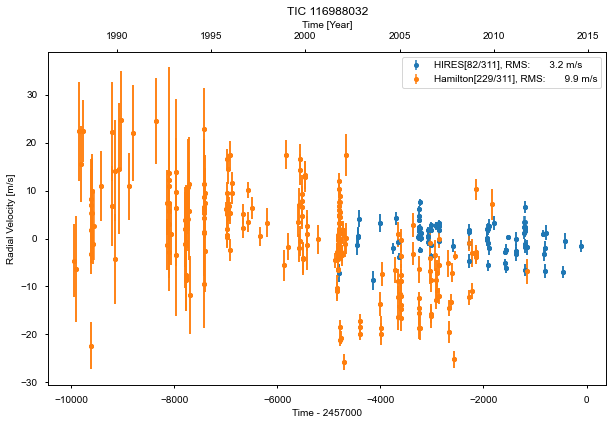 TIC 116988032
Time [Year]
1990 1995 2000 2005 2010 2015
HIRES[82/311], RMS: 3.2 m/s
Hamilton[229/311], RMS: 9.9 m/s
Radial Velocity [m/s]
30
20
10
0
−10
−20
−30
−10000 −8000 −6000 −4000 −2000 0
Time - 2457000